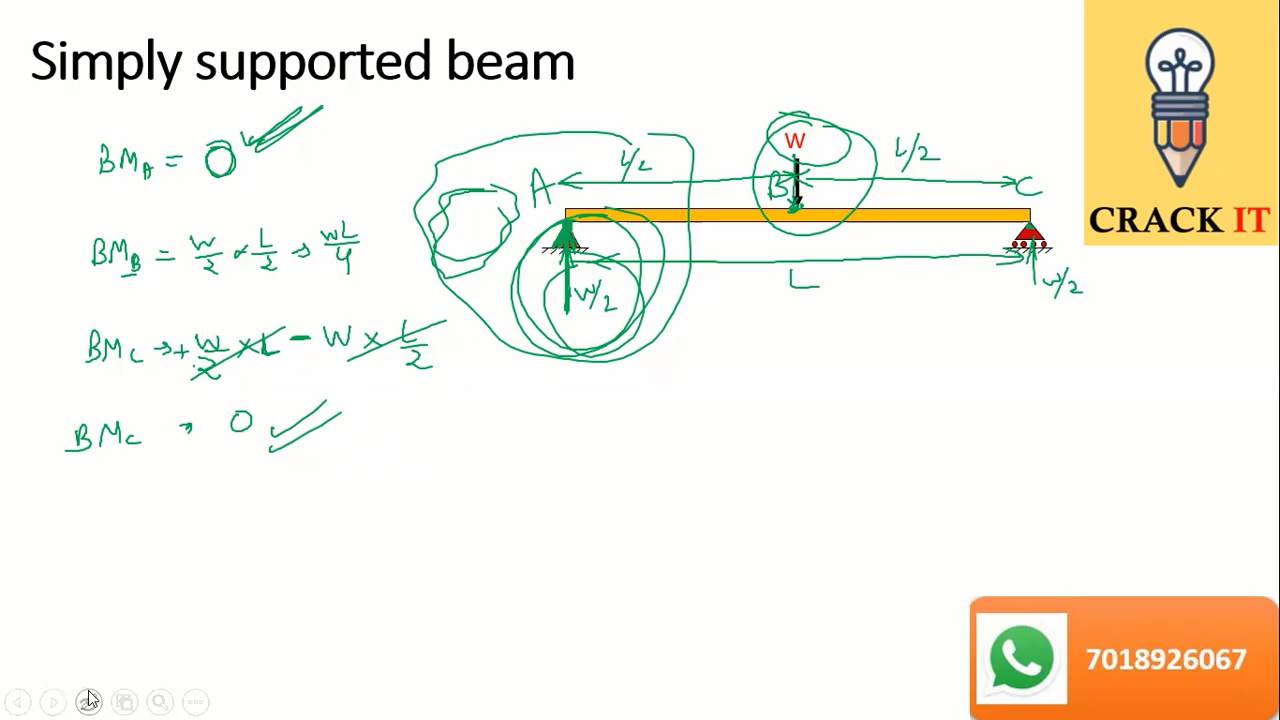 Simply supported beam
BM_A = 0
BM_B = W/2 × L/2 → WL/4
BM_C → + W/2 × L - W × L/2
BM_C → 0
W
L/2
L/2
A
B
C
L
W/2
W/2
CRACK IT
7018926067